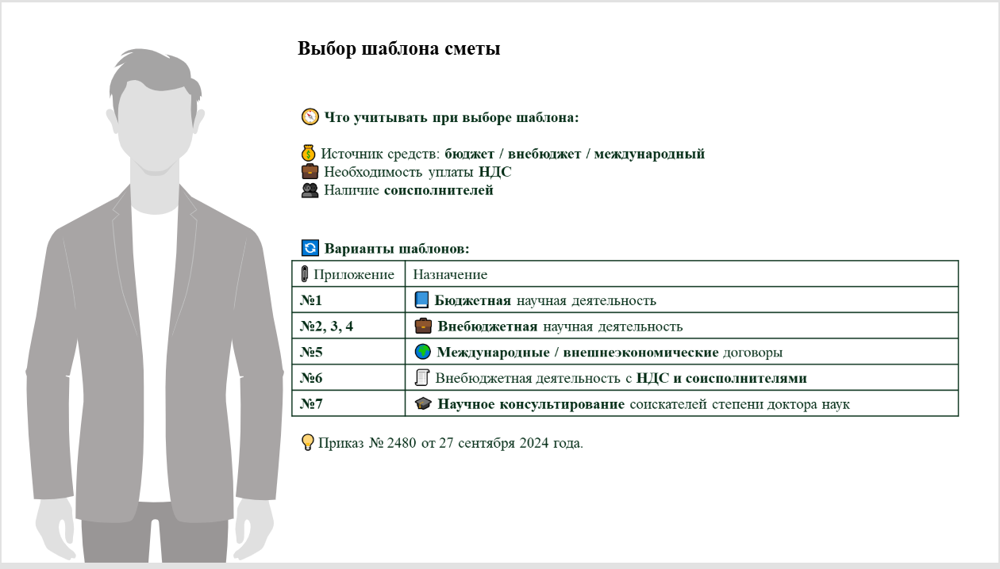 Выбор шаблона сметы
🧭 Что учитывать при выборе шаблона:
💰 Источник средств: бюджет / внебюджет / международный
💼 Необходимость уплаты НДС
👥 Наличие соисполнителей
🔄 Варианты шаблонов:
📎 Приложение Назначение
№1 📘 Бюджетная научная деятельность
№2, 3, 4 💼 Внебюджетная научная деятельность
№5 🌍 Международные / внешнеэкономические договоры
№6 📜 Внебюджетная деятельность с НДС и соисполнителями
№7 🎓 Научное консультирование соискателей степени доктора наук
💡 Приказ № 2480 от 27 сентября 2024 года.